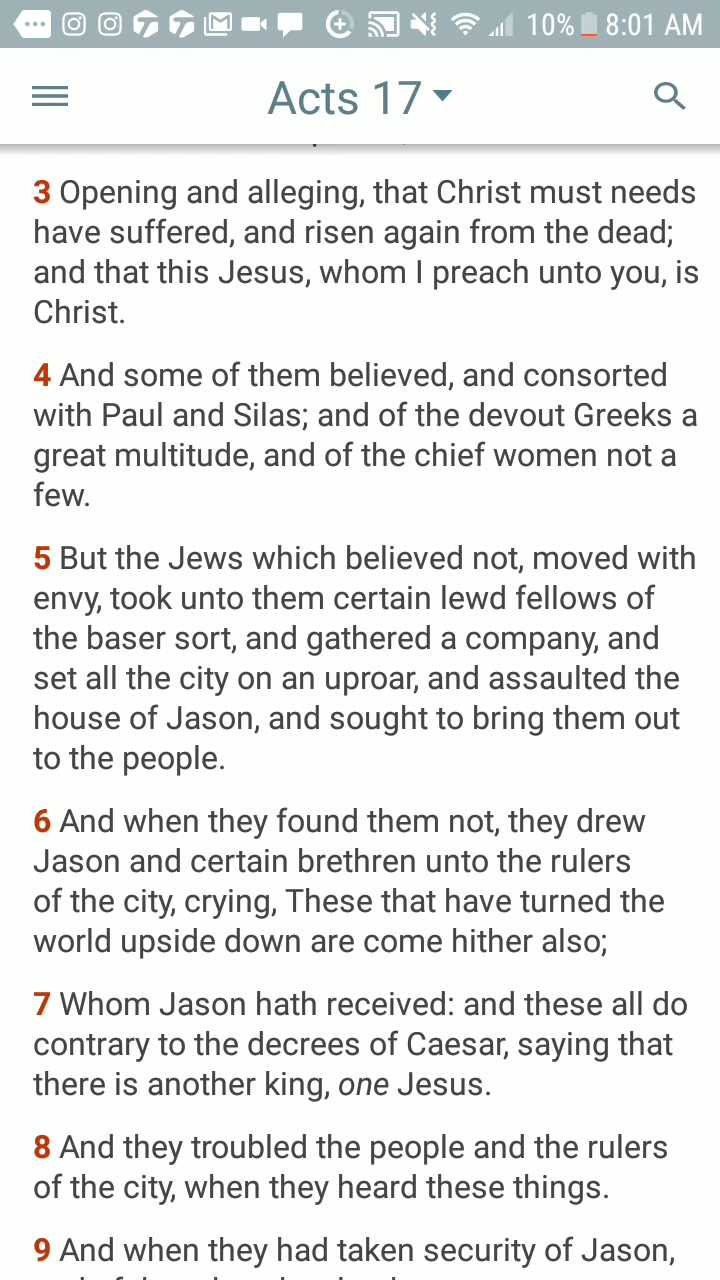 10% 8:01 AM
Acts 17
3 Opening and alleging, that Christ must needs
have suffered, and risen again from the dead;
and that this Jesus, whom I preach unto you, is
Christ.
4 And some of them believed, and consorted
with Paul and Silas; and of the devout Greeks a
great multitude, and of the chief women not a
few.
5 But the Jews which believed not, moved with
envy, took unto them certain lewd fellows of
the baser sort, and gathered a company, and
set all the city on an uproar, and assaulted the
house of Jason, and sought to bring them out
to the people.
6 And when they found them not, they drew
Jason and certain brethren unto the rulers
of the city, crying, These that have turned the
world upside down are come hither also;
7 Whom Jason hath received: and these all do
contrary to the decrees of Caesar, saying that
there is another king, one Jesus.
8 And they troubled the people and the rulers
of the city, when they heard these things.
9 And when they had taken security of Jason,